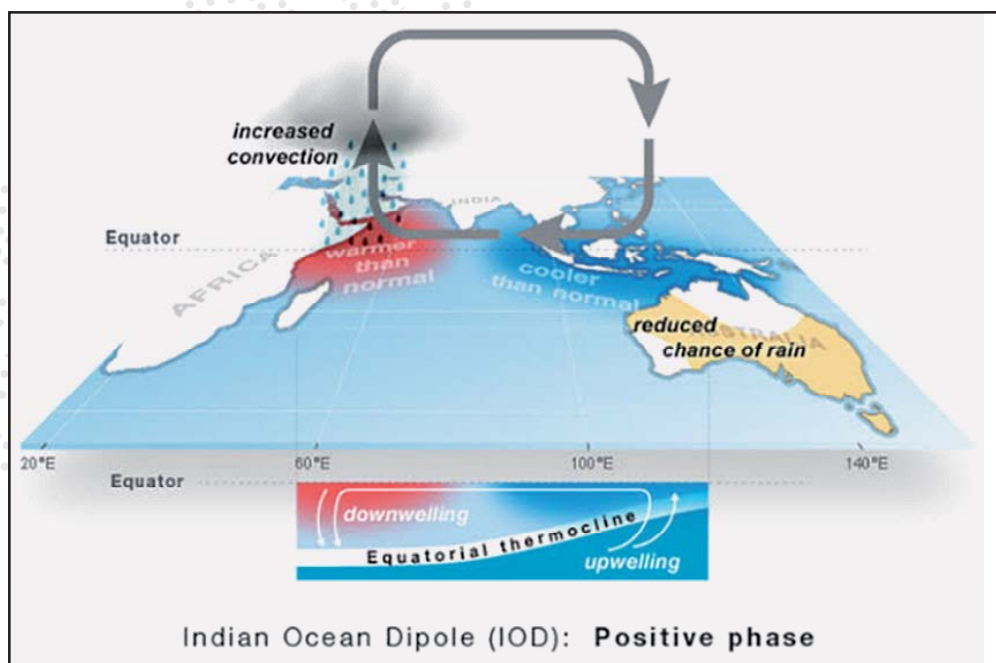 increased
convection
INDIA
Equator
AFRICA
warmer
than
normal
cooler
than normal
AUSTRALIA
reduced
chance of rain
20°E
60°E
100°E
140°E
Equator
downwelling
Equatorial thermocline
upwelling
Indian Ocean Dipole (IOD): Positive phase